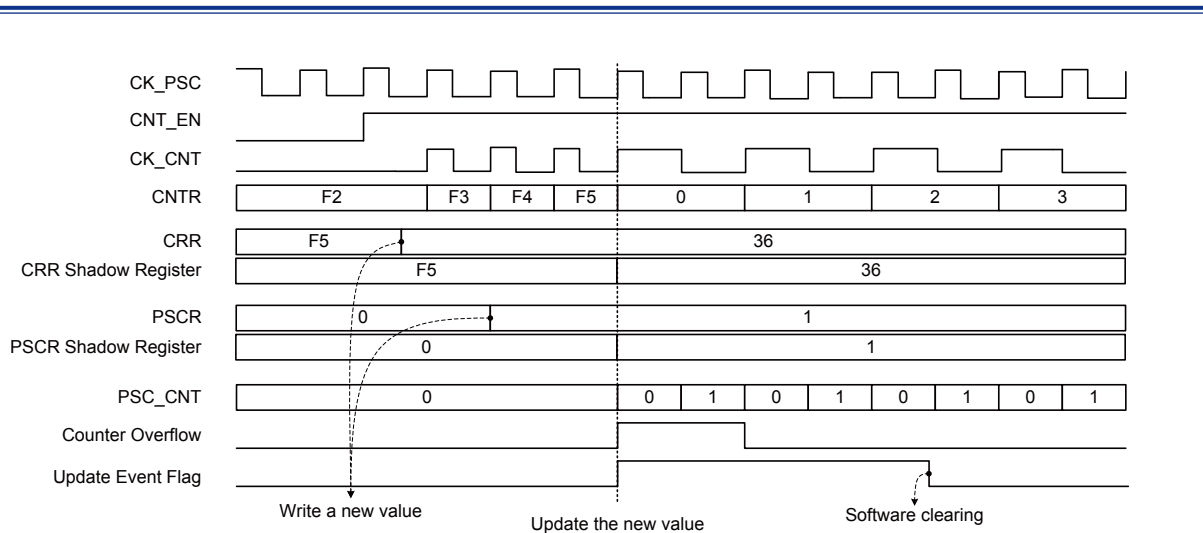 CK_PSC
CNT_EN
CK_CNT
CNTR F2 F3 F4 F5 0 1 2 3
CRR F5 36
CRR Shadow Register F5 36
PSCR 0 1
PSCR Shadow Register 0 1
PSC_CNT 0 0 1 0 1 0 1 0 1
Counter Overflow
Update Event Flag
Write a new value
Update the new value
Software clearing